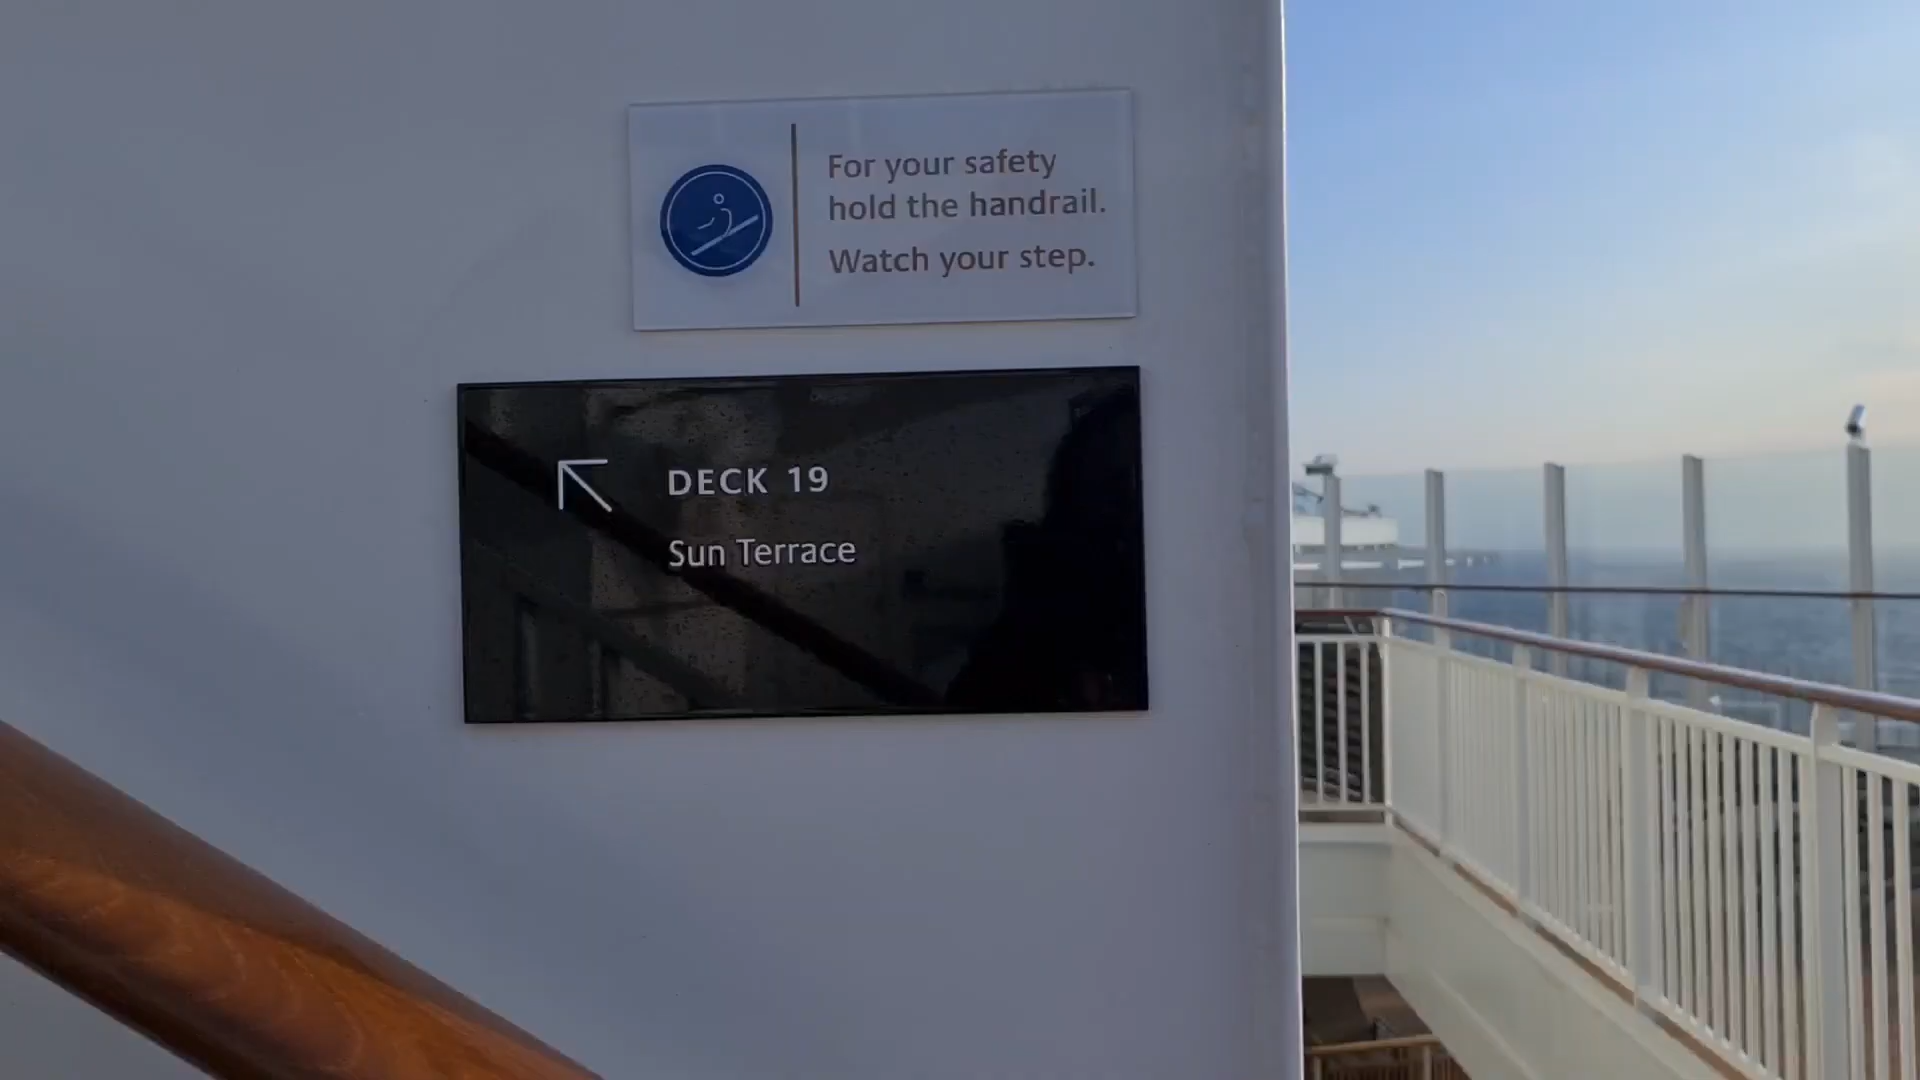 For your safety
hold the handrail.
Watch your step.
DECK 19
Sun Terrace